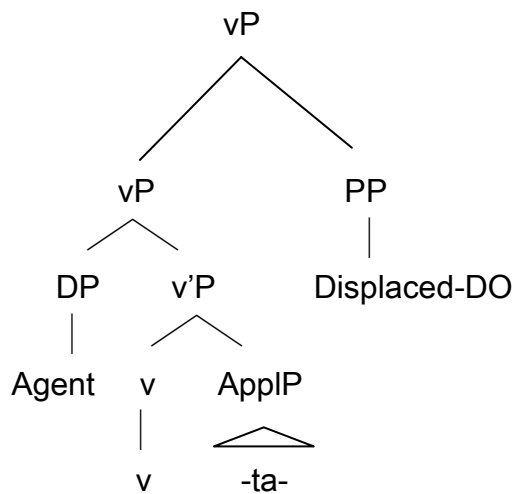 vP
vP PP
DP v'P Displaced-DO
Agent v ApplP
v -ta-